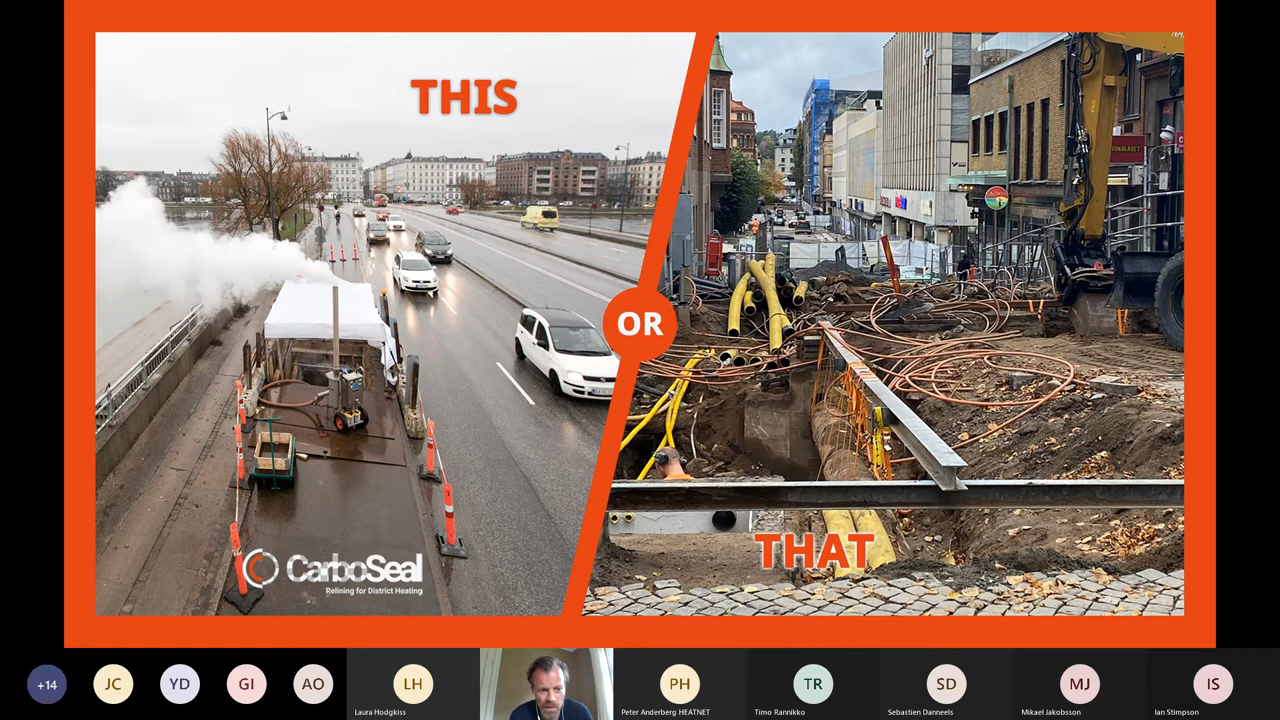 THIS
OR
THAT
CarboSeal
Relining for District Heating
+14
JC
YD
GI
AO
LH
PH
TR
SD
MJ
IS
Laura Hodgkiss
Peter Anderberg HEATNET
Timo Rannikko
Sebastien Danneels
Mikael Jakobsson
Ian Stimpson